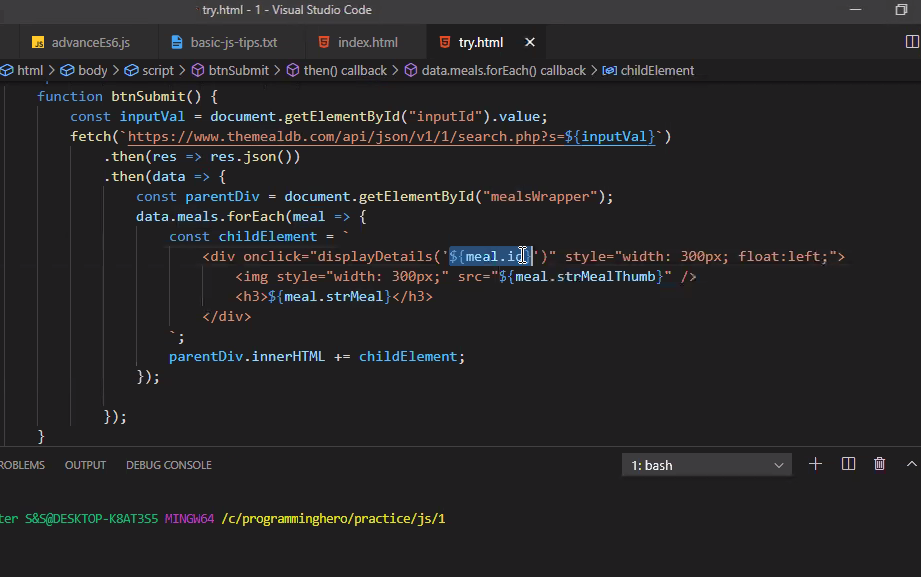 try.html - 1 - Visual Studio Code
advanceEs6.js basic-js-tips.txt index.html try.html
html > body > script > btnSubmit > then() callback > data.meals.forEach() callback > childElement
function btnSubmit() {
const inputVal = document.getElementById("inputId").value;
fetch(`https://www.themealdb.com/api/json/v1/1/search.php?s=${inputVal}`)
.then(res => res.json())
.then(data => {
const parentDiv = document.getElementById("mealsWrapper");
data.meals.forEach(meal => {
const childElement = `
<div onclick="displayDetails('${meal.id}')" style="width: 300px; float:left;">
<img style="width: 300px;" src="${meal.strMealThumb}" />
<h3>${meal.strMeal}</h3>
</div>
`;
parentDiv.innerHTML += childElement;
});
});
}
ROBLEMS OUTPUT DEBUG CONSOLE 1: bash
ter S&S@DESKTOP-K8AT3S5 MINGW64 /c/programminghero/practice/js/1